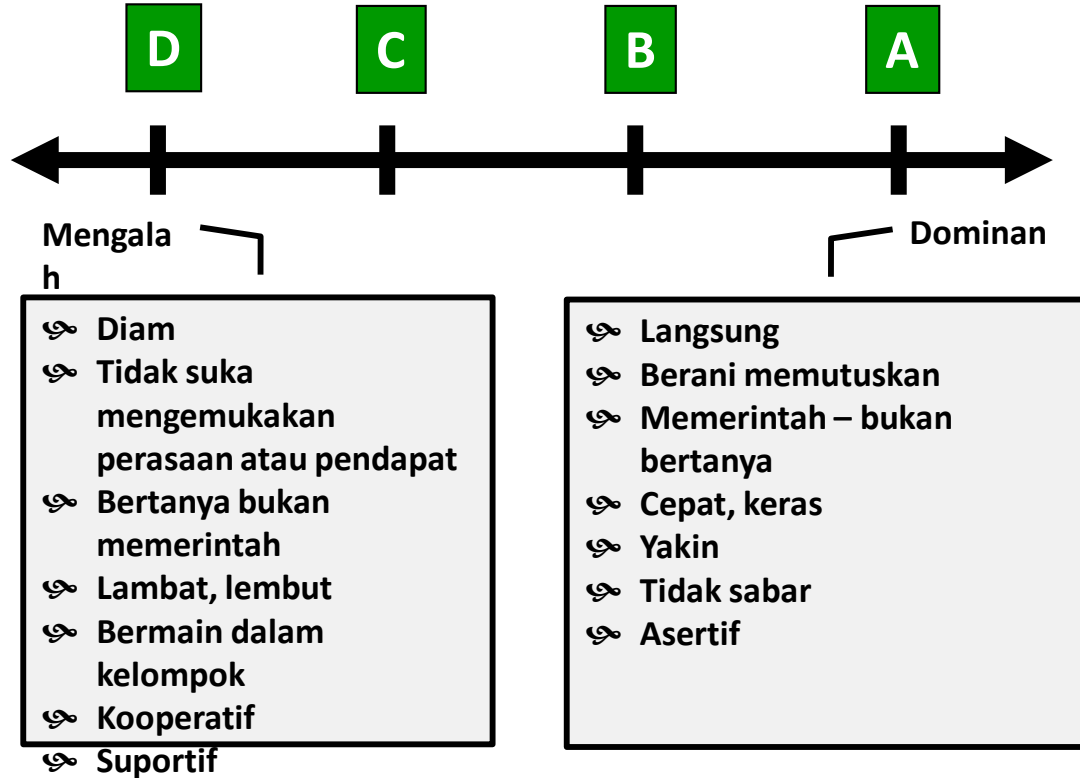 D C B A
Mengala
h
Dominan
Diam
Tidak suka
mengemukakan
perasaan atau pendapat
Bertanya bukan
memerintah
Lambat, lembut
Bermain dalam
kelompok
Kooperatif
Suportif
Langsung
Berani memutuskan
Memerintah – bukan
bertanya
Cepat, keras
Yakin
Tidak sabar
Asertif